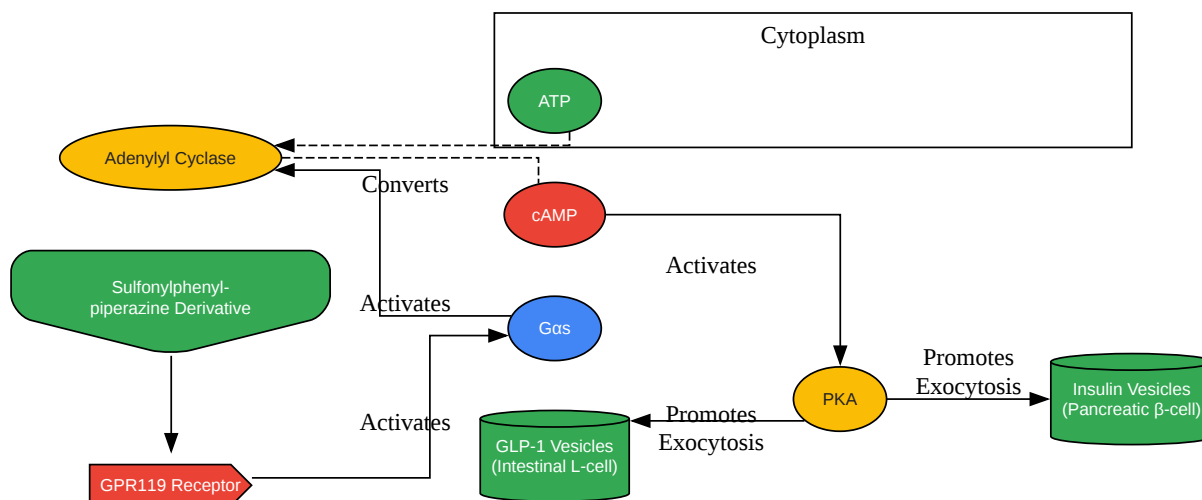 Cytoplasm
ATP
Adenylyl Cyclase
Converts
cAMP
Activates
Sulfonylphenyl-
piperazine Derivative
Activates
Gαs
Promotes
Exocytosis
Insulin Vesicles
(Pancreatic β-cell)
PKA
Activates
Promotes
Exocytosis
GLP-1 Vesicles
(Intestinal L-cell)
GPR119 Receptor